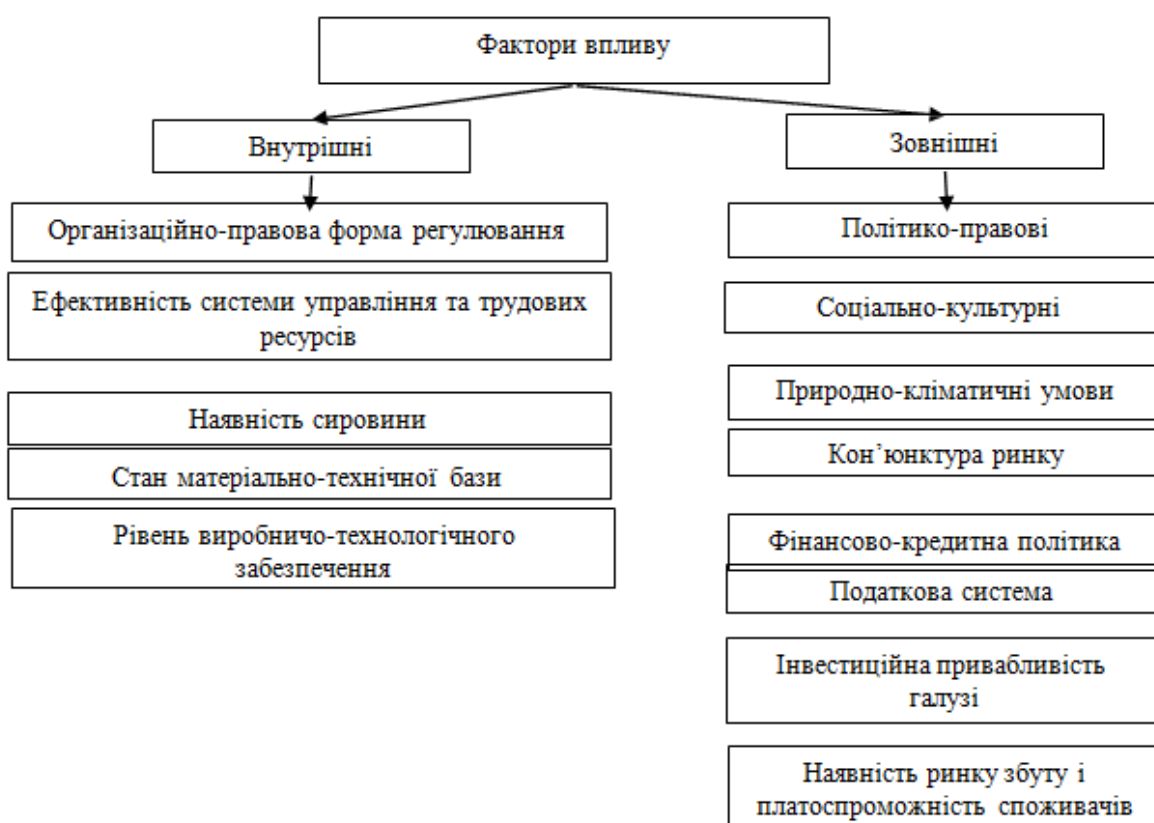 Фактори впливу
Внутрішні
Організаційно-правова форма регулювання
Ефективність системи управління та трудових
ресурсів
Наявність сировини
Стан матеріально-технічної бази
Рівень виробничо-технологічного
забезпечення
Зовнішні
Політико-правові
Соціально-культурні
Природно-кліматичні умови
Кон’юнктура ринку
Фінансово-кредитна політика
Податкова система
Інвестиційна привабливість
галузі
Наявність ринку збуту і
платоспроможність споживачів